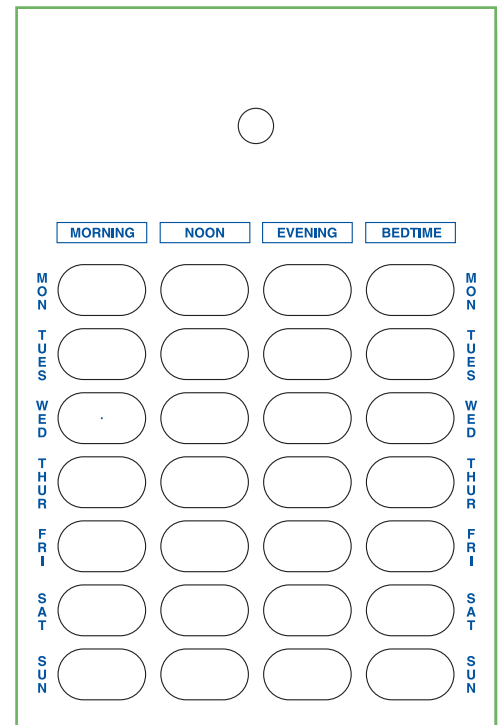 MORNING NOON EVENING BEDTIME
MON MON
TUES TUES
WED WED
THUR THUR
FRI FRI
SAT SAT
SUN SUN